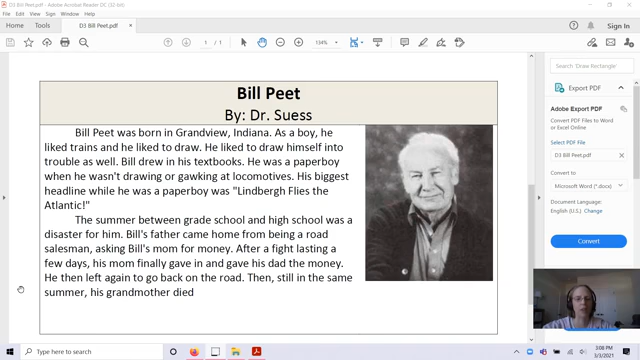 D3 Bill Peet.pdf - Adobe Acrobat Reader DC (32-bit)
File Edit View Sign Window Help
Home Tools D3 Bill Peet.pdf × Sign In
1 / 1 134%
Bill Peet
By: Dr. Suess
Bill Peet was born in Grandview, Indiana. As a boy, he
liked trains and he liked to draw. He liked to draw himself into
trouble as well. Bill drew in his textbooks. He was a paperboy
when he wasn't drawing or gawking at locomotives. His biggest
headline while he was a paperboy was "Lindbergh Flies the
Atlantic!"
The summer between grade school and high school was a
disaster for him. Bill's father came home from being a road
salesman, asking Bill's mom for money. After a fight lasting a
few days, his mom finally gave in and gave his dad the money.
He then left again to go back on the road. Then, still in the same
summer, his grandmother died
Search 'Draw Rectangle'
Export PDF
Adobe Export PDF
Convert PDF Files to Word
or Excel Online
Select PDF File
D3 Bill Peet.pdf ×
Convert to
Microsoft Word (*.docx)
Document Language:
English (U.S.) Change
Convert
Type here to search
3:08 PM
3/3/2021